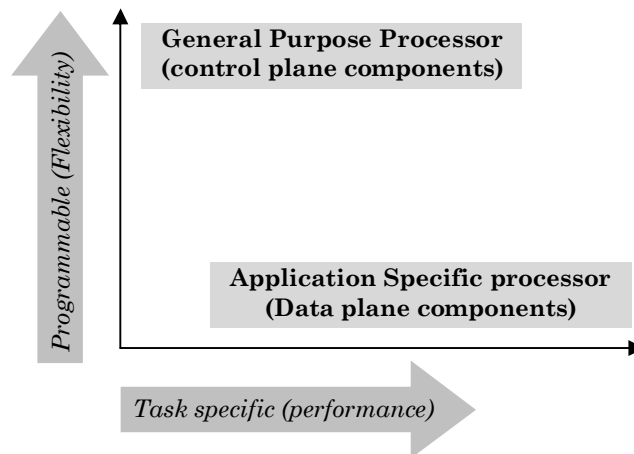 General Purpose Processor
(control plane components)
Programmable (Flexibility)
Application Specific processor
(Data plane components)
Task specific (performance)